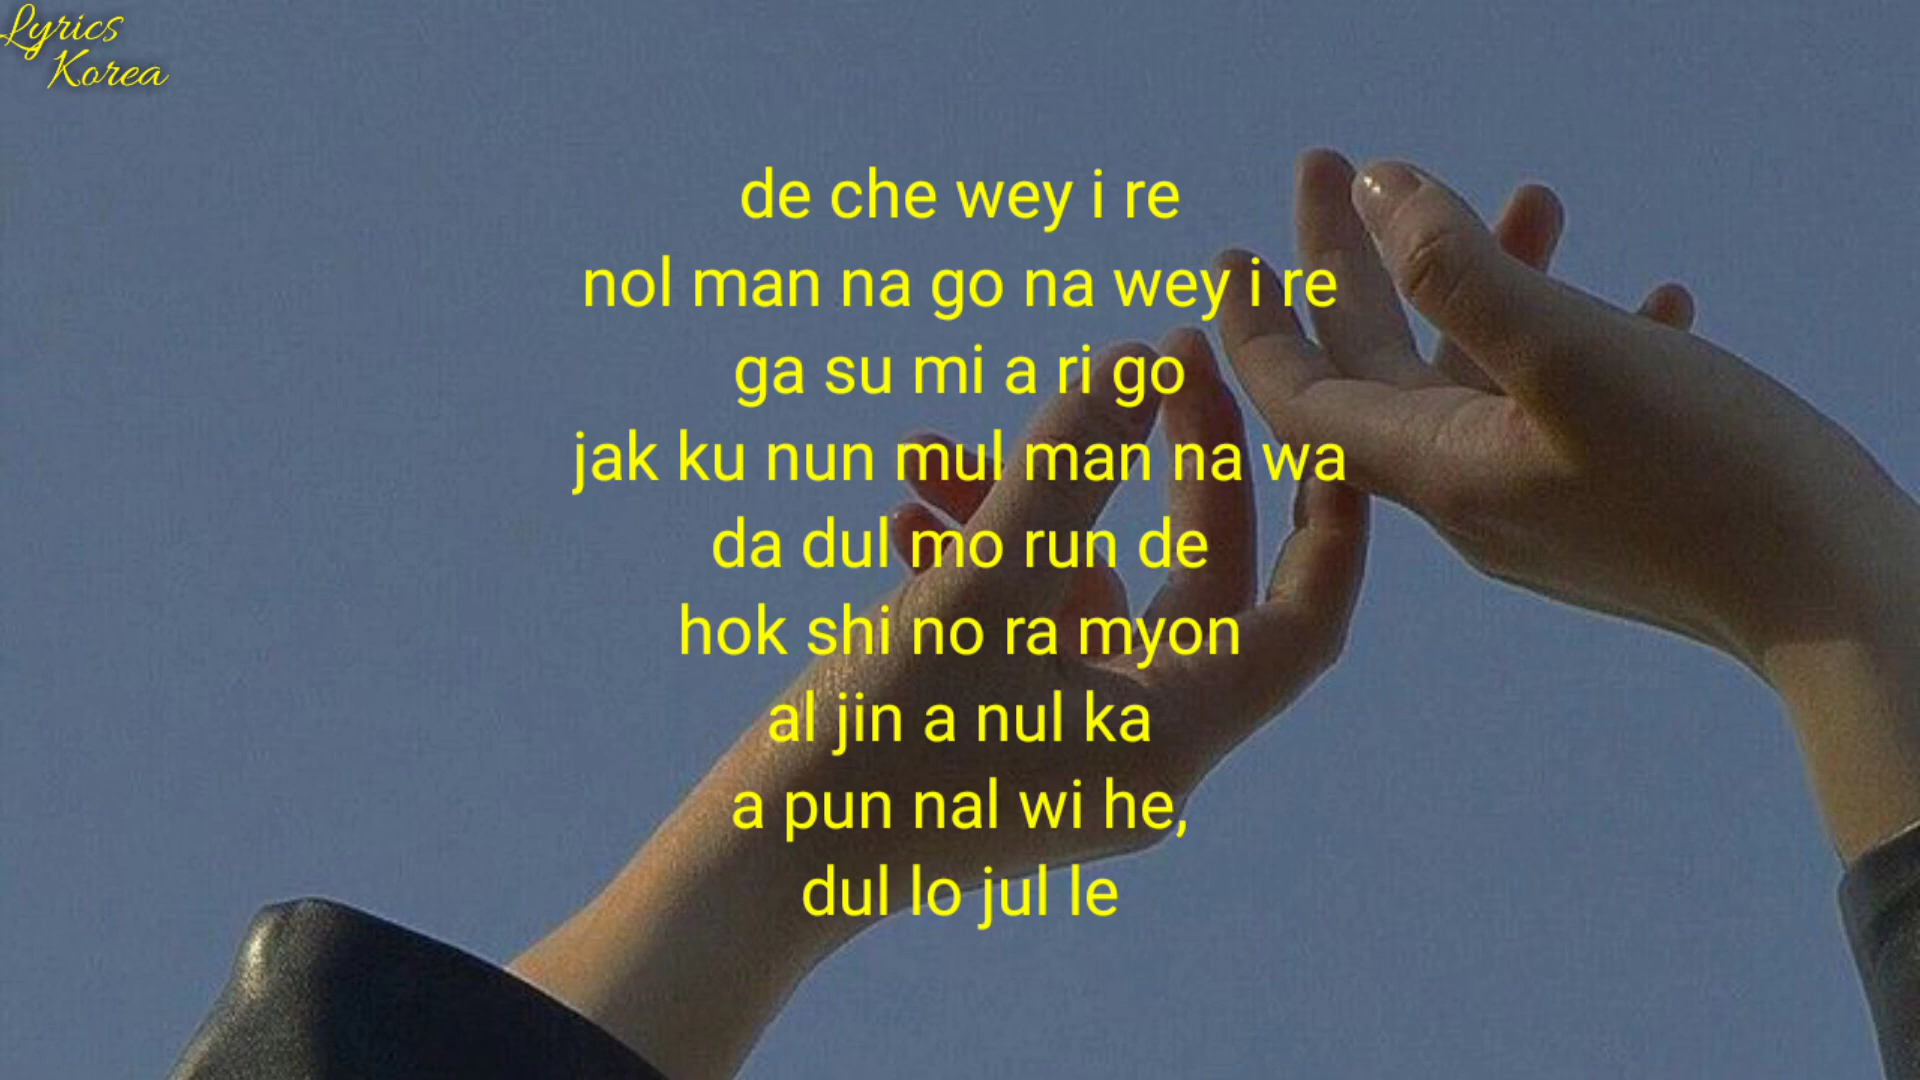 Lyrics
Korea
de che wey i re
nol man na go na wey i re
ga su mi a ri go
jak ku nun mul man na wa
da dul mo run de
hok shi no ra myon
al jin a nul ka
a pun nal wi he,
dul lo jul le